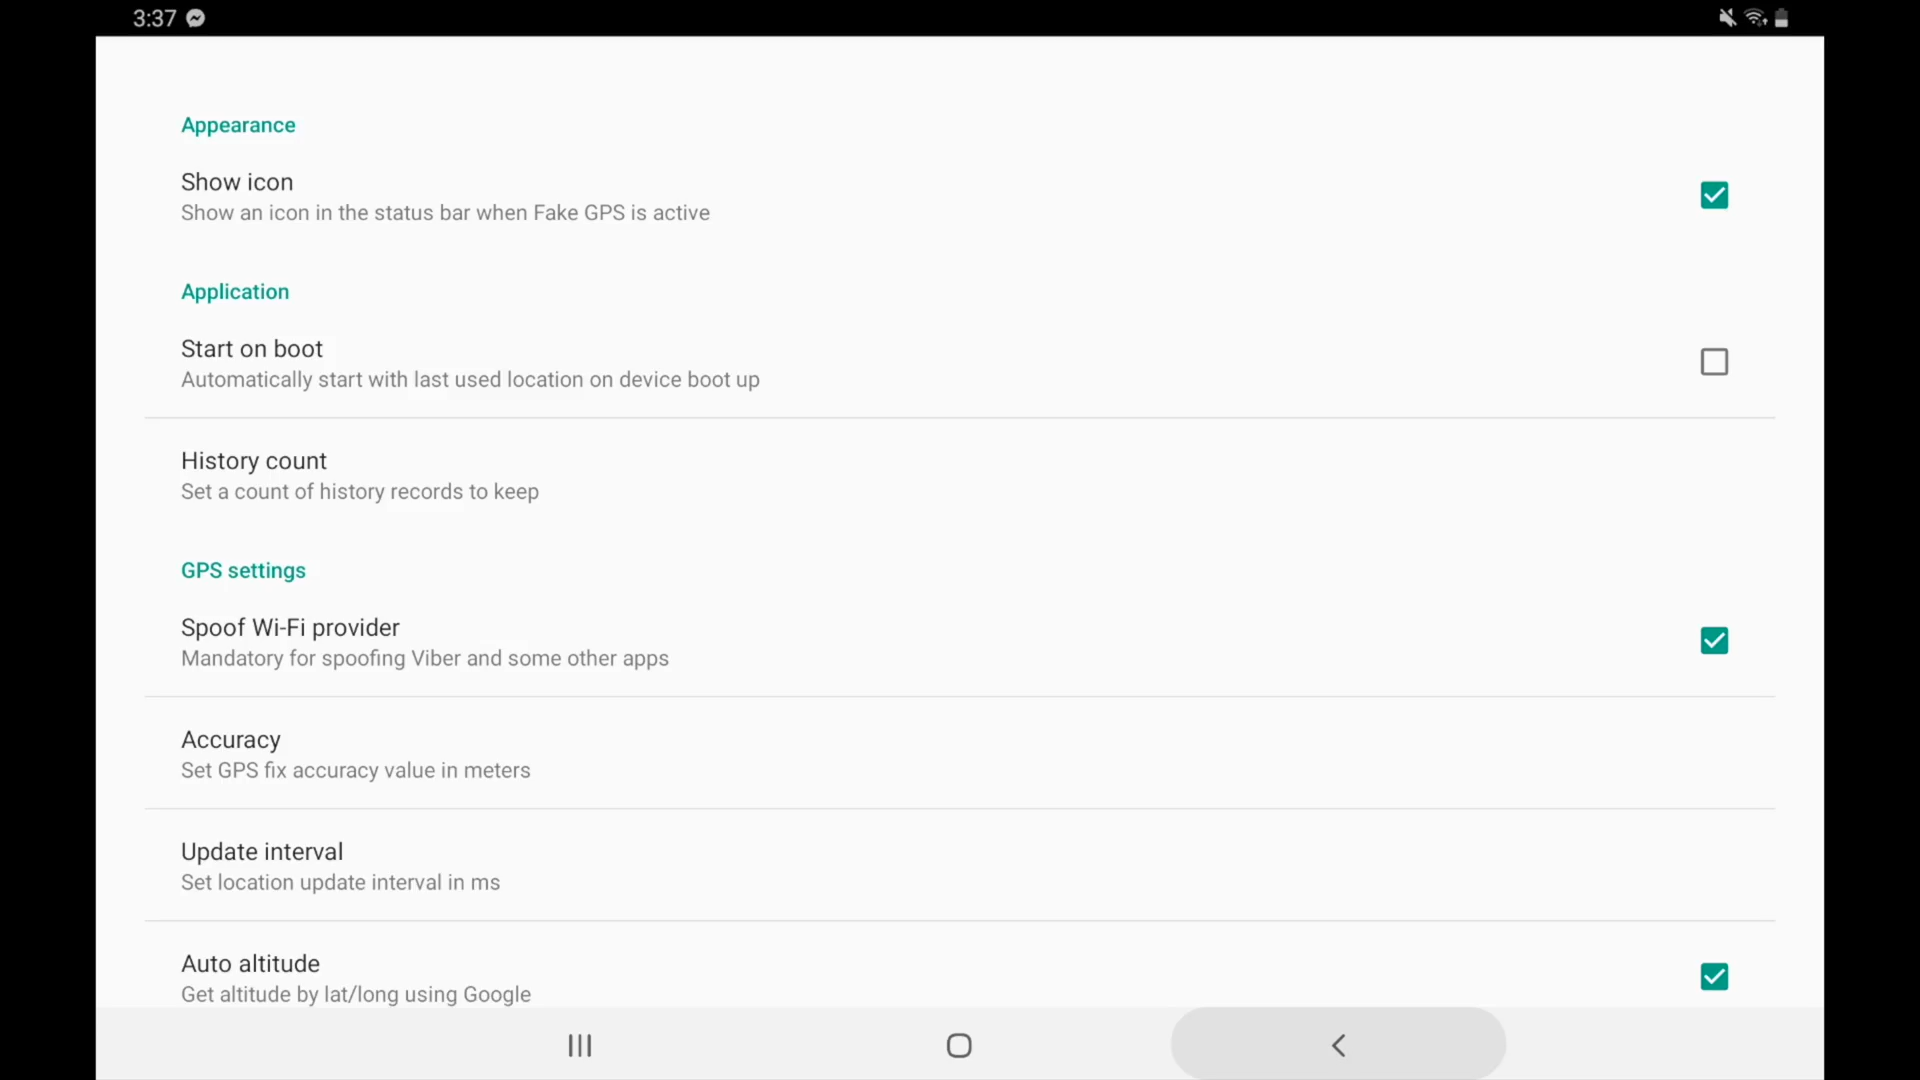 3:37
Appearance
Show icon
Show an icon in the status bar when Fake GPS is active
Application
Start on boot
Automatically start with last used location on device boot up
History count
Set a count of history records to keep
GPS settings
Spoof Wi-Fi provider
Mandatory for spoofing Viber and some other apps
Accuracy
Set GPS fix accuracy value in meters
Update interval
Set location update interval in ms
Auto altitude
Get altitude by lat/long using Google